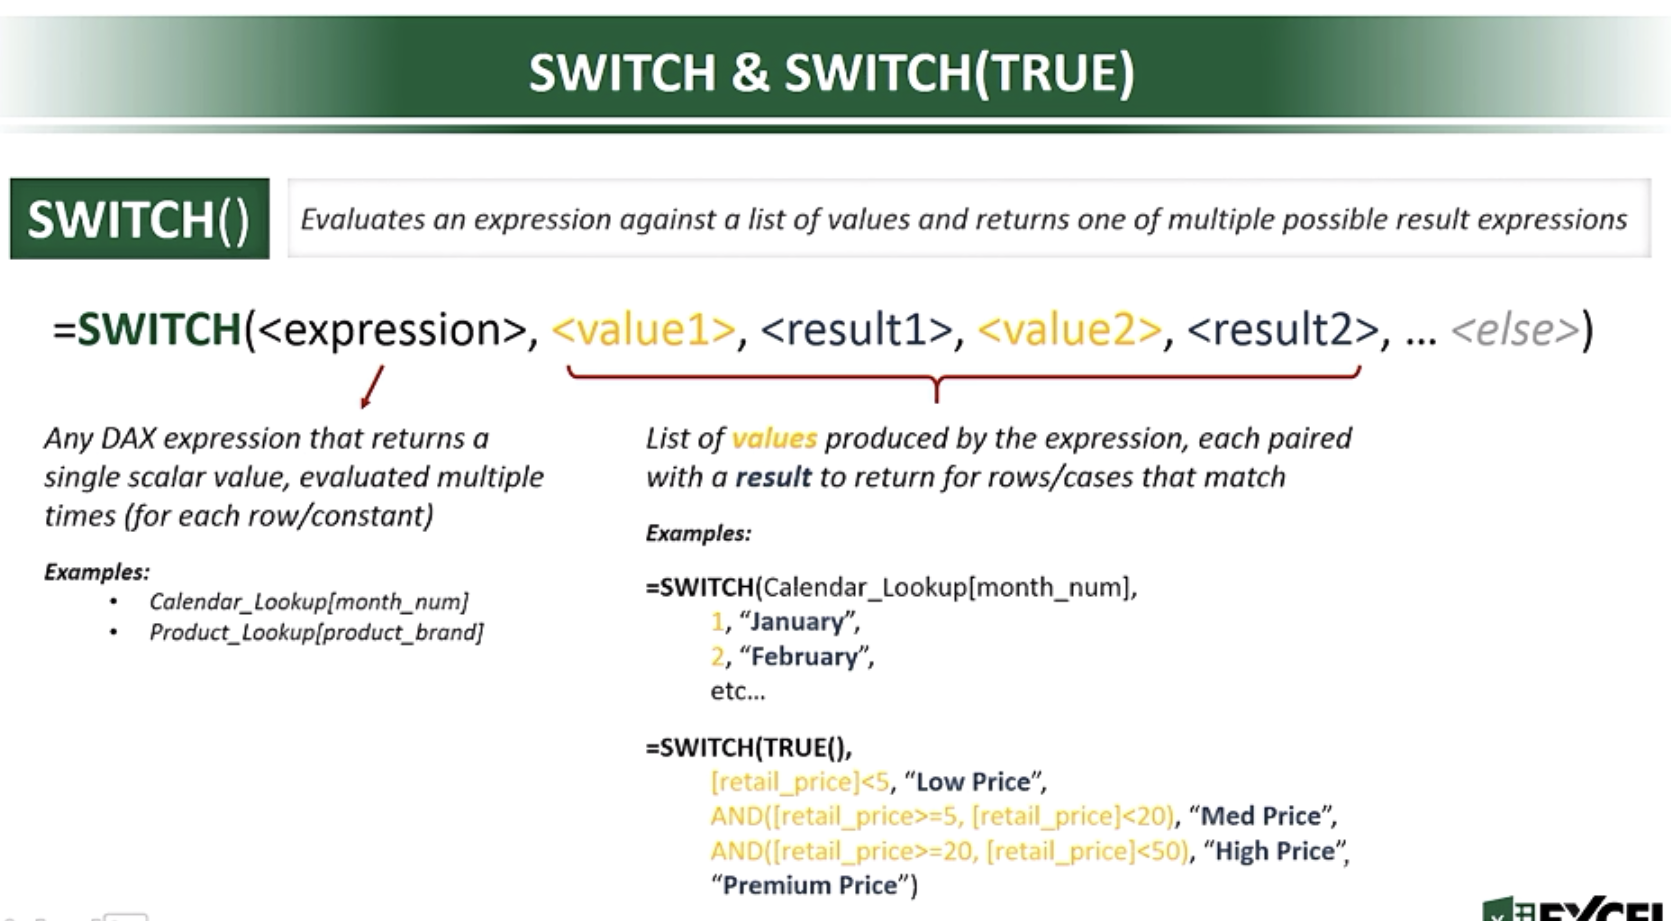 SWITCH & SWITCH(TRUE)
SWITCH()
Evaluates an expression against a list of values and returns one of multiple possible result expressions
=SWITCH(<expression>, <value1>, <result1>, <value2>, <result2>, ... <else>)
Any DAX expression that returns a
single scalar value, evaluated multiple
times (for each row/constant)
Examples:
• Calendar_Lookup[month_num]
• Product_Lookup[product_brand]
List of values produced by the expression, each paired
with a result to return for rows/cases that match
Examples:
=SWITCH(Calendar_Lookup[month_num],
1, “January”,
2, “February”,
etc...
=SWITCH(TRUE(),
[retail_price]<5, “Low Price”,
AND([retail_price>=5, [retail_price]<20), “Med Price”,
AND([retail_price>=20, [retail_price]<50), “High Price”,
“Premium Price”)
EXCEL